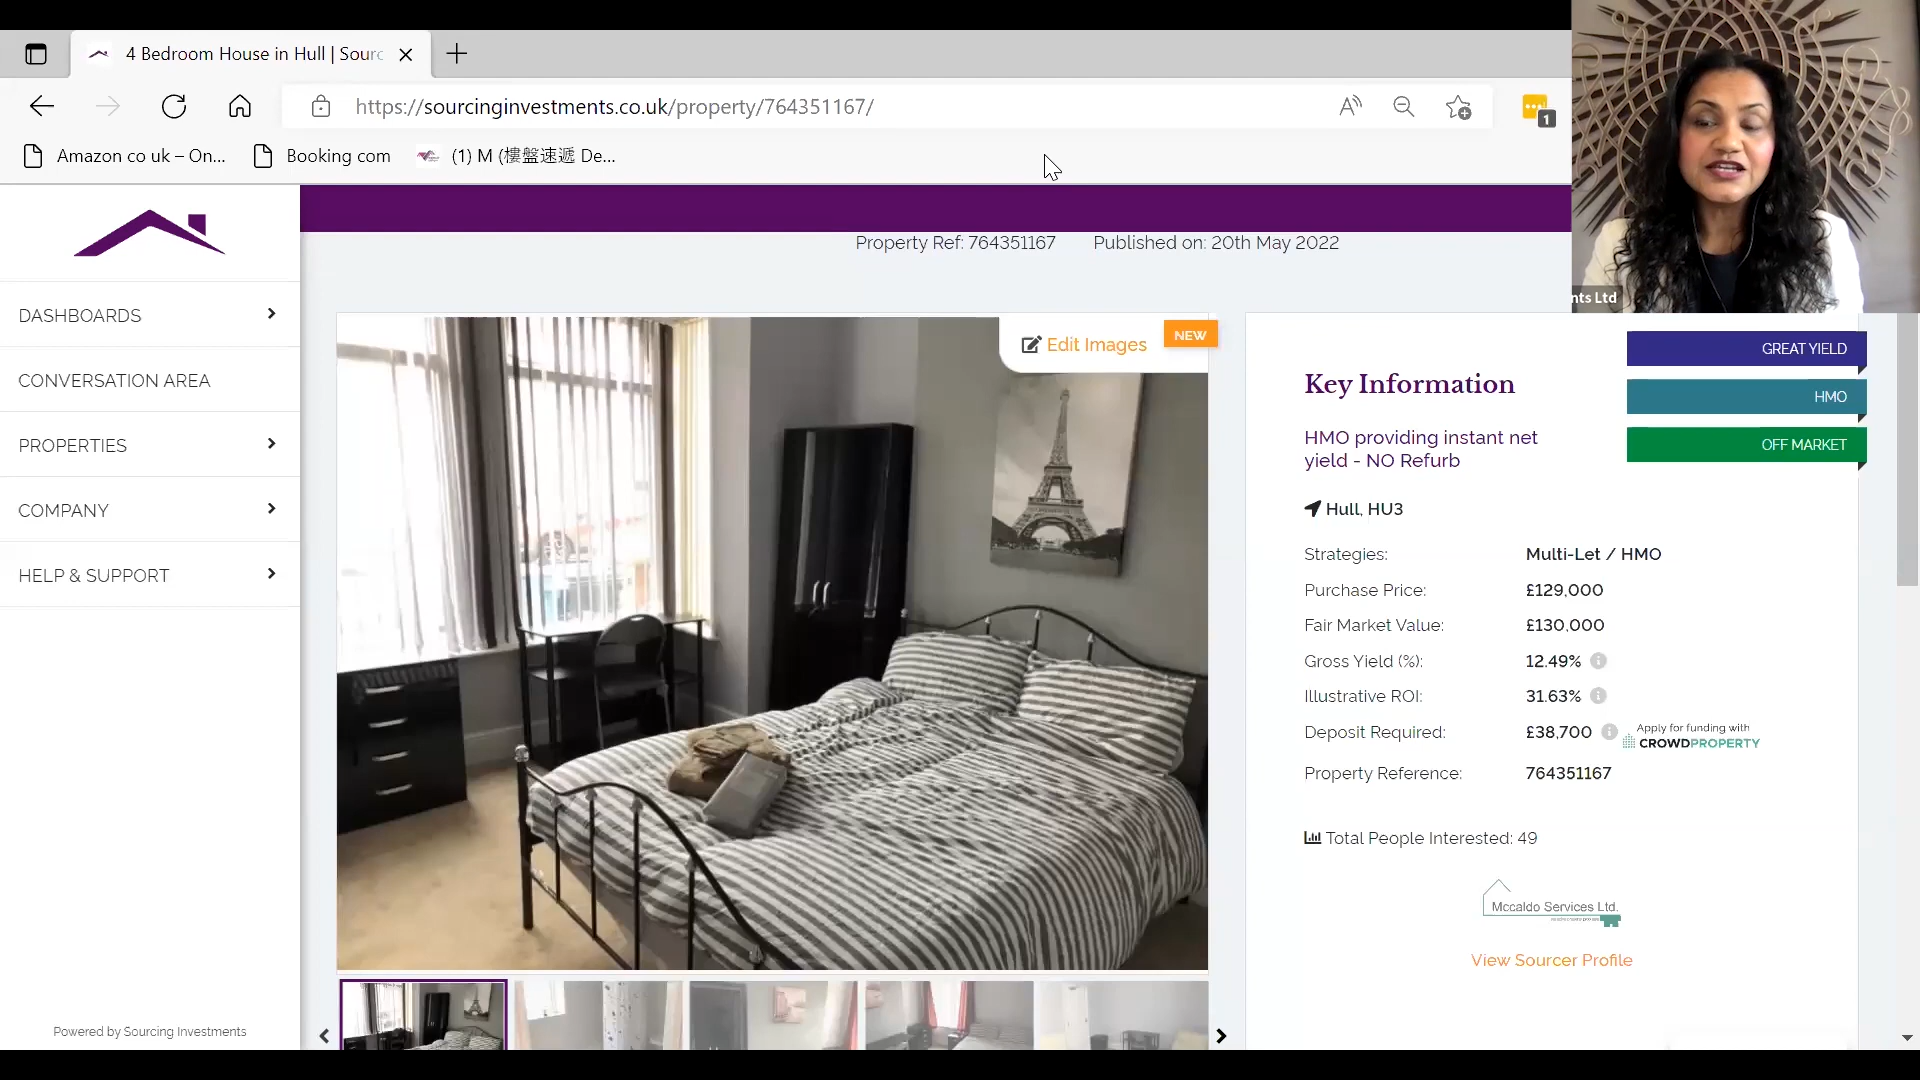 4 Bedroom House in Hull | Sourc
https://sourcinginvestments.co.uk/property/764351167/
1
Amazon co uk – On...
Booking com
(1) M (樓盤速遞 De...
nts Ltd
Property Ref: 764351167
Published on: 20th May 2022
DASHBOARDS
CONVERSATION AREA
PROPERTIES
COMPANY
HELP & SUPPORT
Powered by Sourcing Investments
Edit Images
NEW
GREAT YIELD
HMO
OFF MARKET
Key Information
HMO providing instant net
yield - NO Refurb
Hull, HU3
Strategies: Multi-Let / HMO
Purchase Price: £129,000
Fair Market Value: £130,000
Gross Yield (%): 12.49%
Illustrative ROI: 31.63%
Deposit Required: £38,700
Apply for funding with
CROWDPROPERTY
Property Reference: 764351167
Total People Interested: 49
Mccaldo Services Ltd.
View Sourcer Profile